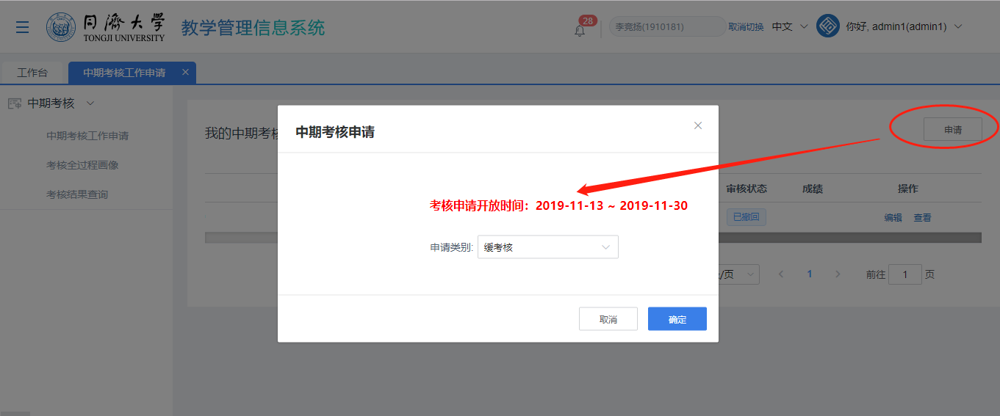 同濟大学
TONGJI UNIVERSITY
教学管理信息系统
28
李竞扬(1910181)
取消切换
中文
你好, admin1(admin1)
工作台
中期考核工作申请
中期考核
中期考核工作申请
考核全过程画像
考核结果查询
我的中期考核
申请
中期考核申请
考核申请开放时间：2019-11-13 ~ 2019-11-30
申请类别:
缓考核
取消
确定
审核状态
成绩
操作
已撤回
编辑
查看
/页
1
前往
1
页